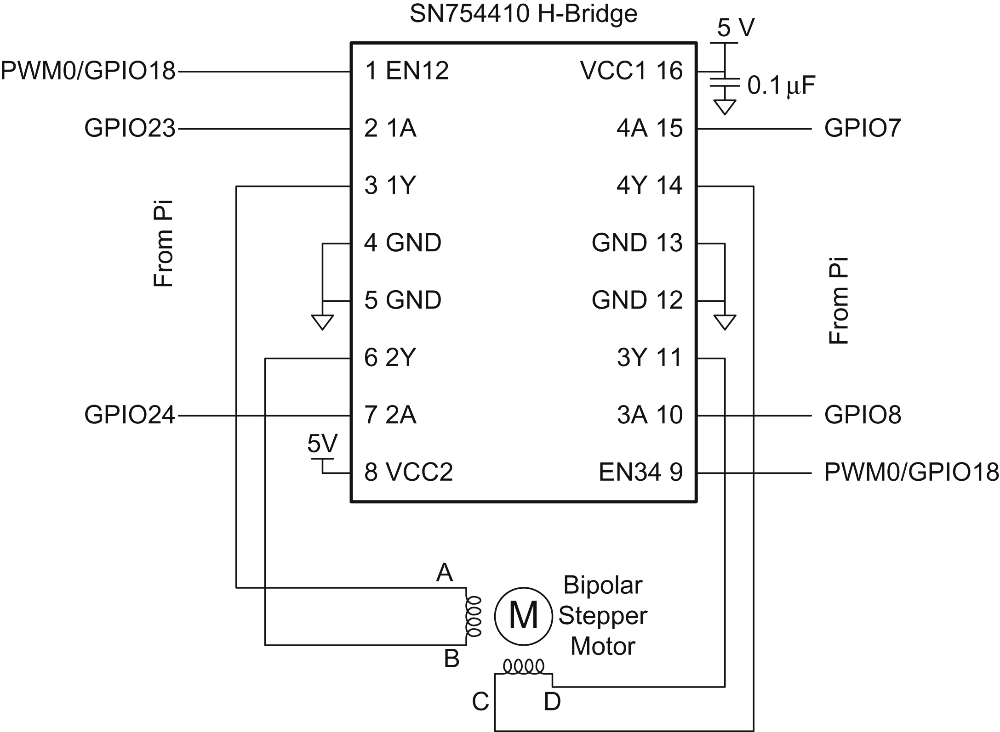 SN754410 H-Bridge
5 V
PWM0/GPIO18
1 EN12
VCC1 16
0.1 μF
GPIO23
2 1A
4A 15
GPIO7
3 1Y
4Y 14
From Pi
4 GND
GND 13
5 GND
GND 12
From Pi
6 2Y
3Y 11
GPIO24
7 2A
3A 10
GPIO8
5V
8 VCC2
EN34 9
PWM0/GPIO18
A
Bipolar
M
Stepper
Motor
B
C
D